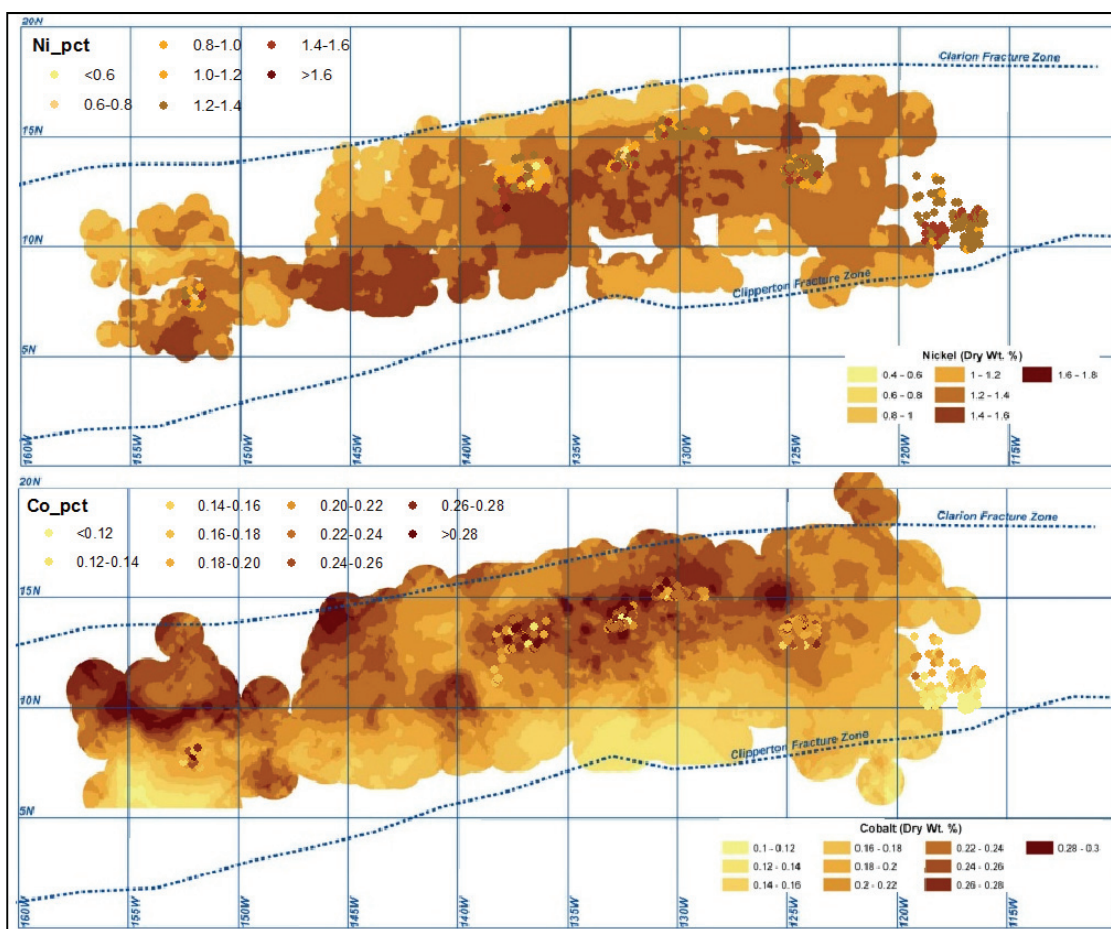 20N
Ni_pct
<0.6
0.6-0.8
0.8-1.0
1.0-1.2
1.2-1.4
1.4-1.6
>1.6
Clarion Fracture Zone
15N
10N
Clipperton Fracture Zone
5N
Nickel (Dry Wt. %)
0.4 - 0.6
0.6 - 0.8
0.8 - 1
1 - 1.2
1.2 - 1.4
1.4 - 1.6
1.6 - 1.8
160W
155W
150W
145W
140W
135W
130W
125W
120W
115W
20N
Co_pct
<0.12
0.12-0.14
0.14-0.16
0.16-0.18
0.18-0.20
0.20-0.22
0.22-0.24
0.24-0.26
0.26-0.28
>0.28
Clarion Fracture Zone
15N
10N
Clipperton Fracture Zone
5N
Cobalt (Dry Wt. %)
0.1 - 0.12
0.12 - 0.14
0.14 - 0.16
0.16 - 0.18
0.18 - 0.2
0.2 - 0.22
0.22 - 0.24
0.24 - 0.26
0.26 - 0.28
0.28 - 0.3
160W
155W
150W
145W
140W
135W
130W
125W
120W
115W